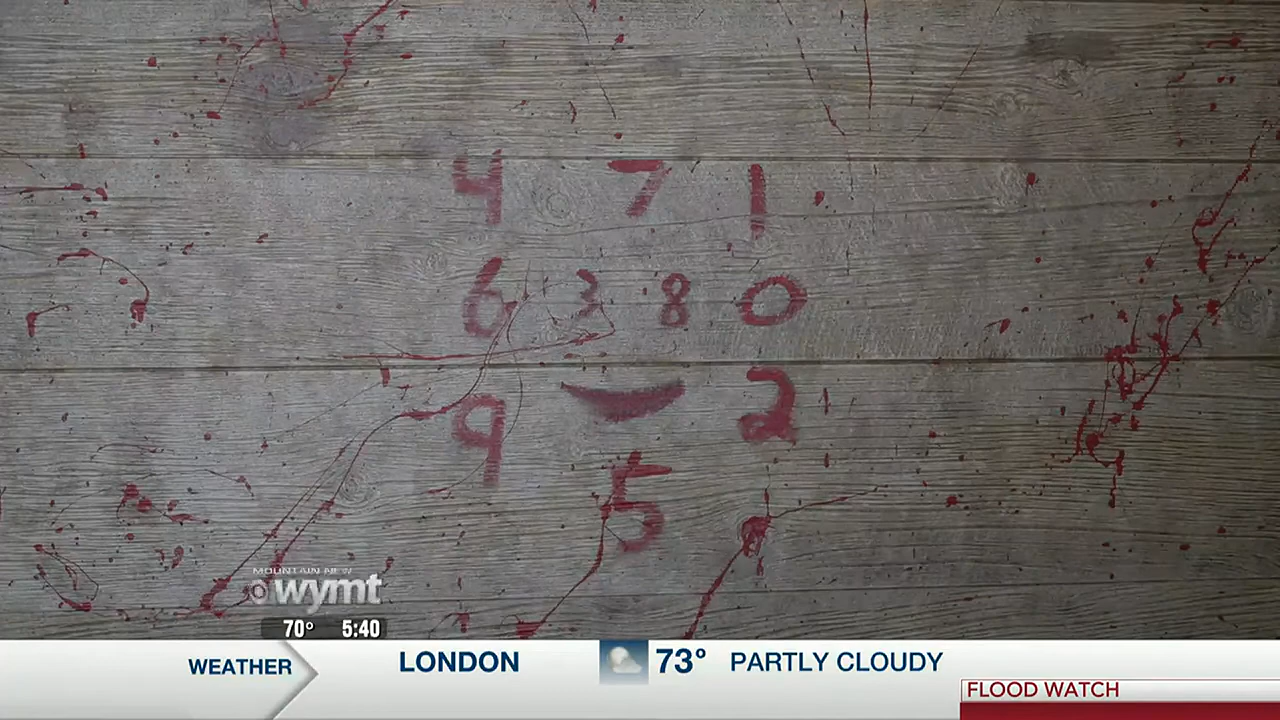 4 7 1
6 3 8 0
9 2
5
MOUNTAIN NEWS
wymt
70° 5:40
WEATHER LONDON 73° PARTLY CLOUDY
FLOOD WATCH